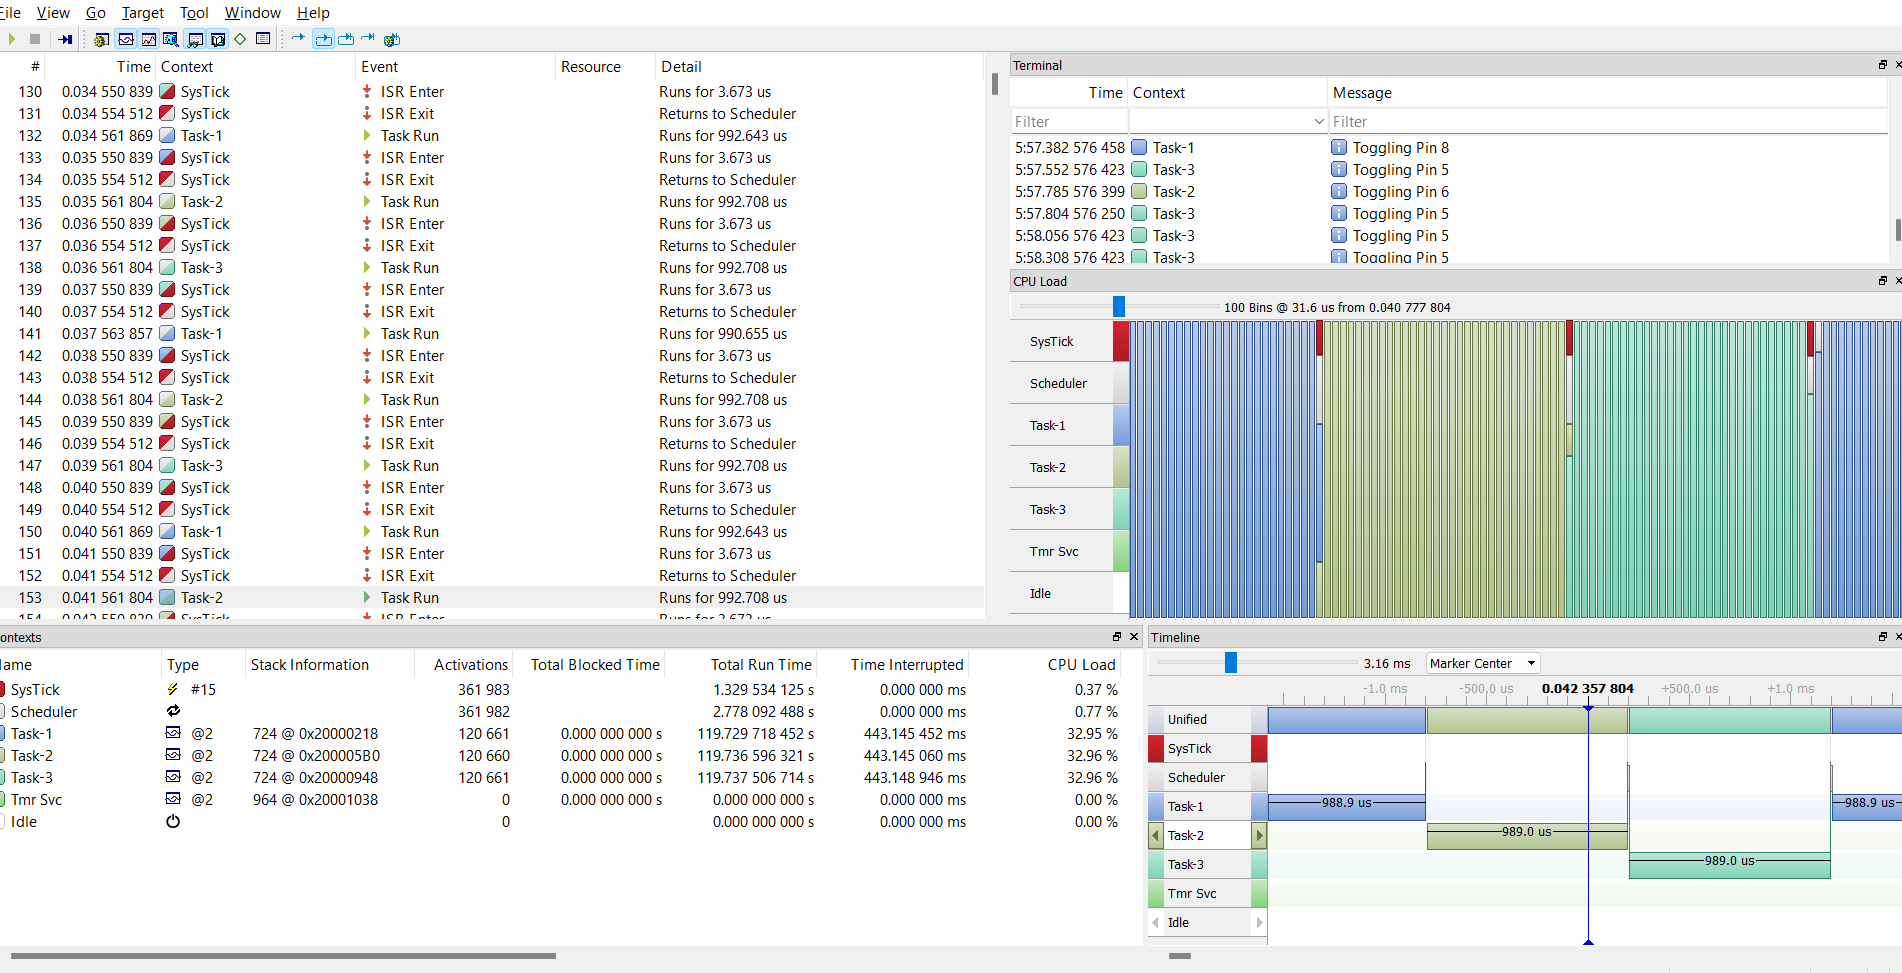 File View Go Target Tool Window Help
# Time Context Event Resource Detail
130 0.034 550 839 SysTick ISR Enter Runs for 3.673 us
131 0.034 554 512 SysTick ISR Exit Returns to Scheduler
132 0.034 561 869 Task-1 Task Run Runs for 992.643 us
133 0.035 550 839 SysTick ISR Enter Runs for 3.673 us
134 0.035 554 512 SysTick ISR Exit Returns to Scheduler
135 0.035 561 804 Task-2 Task Run Runs for 992.708 us
136 0.036 550 839 SysTick ISR Enter Runs for 3.673 us
137 0.036 554 512 SysTick ISR Exit Returns to Scheduler
138 0.036 561 804 Task-3 Task Run Runs for 992.708 us
139 0.037 550 839 SysTick ISR Enter Runs for 3.673 us
140 0.037 554 512 SysTick ISR Exit Returns to Scheduler
141 0.037 563 857 Task-1 Task Run Runs for 990.655 us
142 0.038 550 839 SysTick ISR Enter Runs for 3.673 us
143 0.038 554 512 SysTick ISR Exit Returns to Scheduler
144 0.038 561 804 Task-2 Task Run Runs for 992.708 us
145 0.039 550 839 SysTick ISR Enter Runs for 3.673 us
146 0.039 554 512 SysTick ISR Exit Returns to Scheduler
147 0.039 561 804 Task-3 Task Run Runs for 992.708 us
148 0.040 550 839 SysTick ISR Enter Runs for 3.673 us
149 0.040 554 512 SysTick ISR Exit Returns to Scheduler
150 0.040 561 869 Task-1 Task Run Runs for 992.643 us
151 0.041 550 839 SysTick ISR Enter Runs for 3.673 us
152 0.041 554 512 SysTick ISR Exit Returns to Scheduler
153 0.041 561 804 Task-2 Task Run Runs for 992.708 us
154 0.042 550 839 SysTick ISR Enter Runs for 3.673 us
Terminal
Time Context Message
Filter Filter
5:57.382 576 458 Task-1 Toggling Pin 8
5:57.552 576 423 Task-3 Toggling Pin 5
5:57.785 576 399 Task-2 Toggling Pin 6
5:57.804 576 250 Task-3 Toggling Pin 5
5:58.056 576 423 Task-3 Toggling Pin 5
5:58.308 576 423 Task-3 Toggling Pin 5
CPU Load
100 Bins @ 31.6 us from 0.040 777 804
SysTick
Scheduler
Task-1
Task-2
Task-3
Tmr Svc
Idle
ontexts
lame Type Stack Information Activations Total Blocked Time Total Run Time Time Interrupted CPU Load
SysTick #15 361 983 1.329 534 125 s 0.000 000 ms 0.37 %
Scheduler 361 982 2.778 092 488 s 0.000 000 ms 0.77 %
Task-1 @2 724 @ 0x20000218 120 661 0.000 000 000 s 119.729 718 452 s 443.145 452 ms 32.95 %
Task-2 @2 724 @ 0x200005B0 120 660 0.000 000 000 s 119.736 596 321 s 443.145 060 ms 32.96 %
Task-3 @2 724 @ 0x20000948 120 661 0.000 000 000 s 119.737 506 714 s 443.148 946 ms 32.96 %
Tmr Svc @2 964 @ 0x20001038 0 0.000 000 000 s 0.000 000 000 s 0.000 000 ms 0.00 %
Idle 0 0.000 000 000 s 0.000 000 ms 0.00 %
Timeline
3.16 ms Marker Center
-1.0 ms -500.0 us 0.042 357 804 +500.0 us +1.0 ms
Unified
SysTick
Scheduler
Task-1 988.9 us 988.9 us
Task-2 989.0 us
Task-3 989.0 us
Tmr Svc
Idle